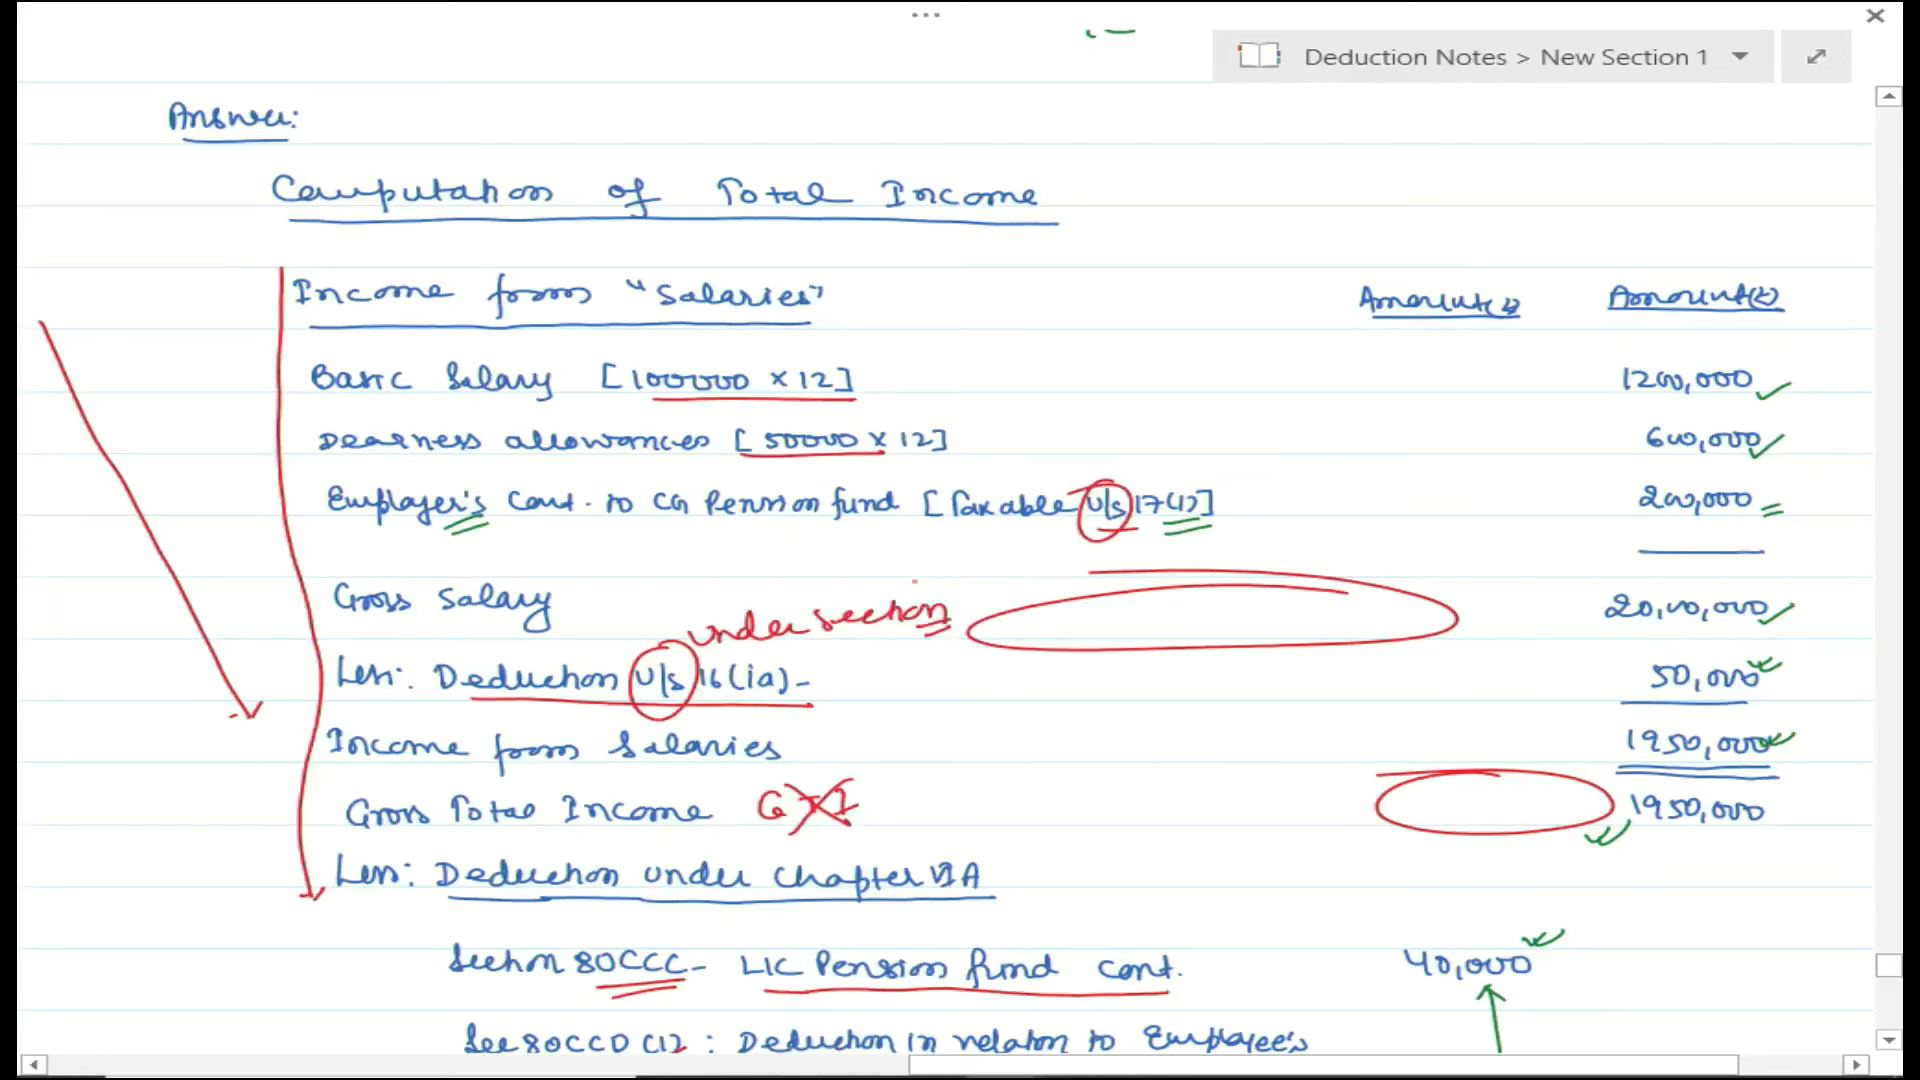 Deduction Notes > New Section 1
Answer:
Computation of Total Income
Income from "Salaries" Amount(₹) Amount(₹)
Basic Salary [100000 × 12] 1200,000
Dearness allowances [50000 × 12] 600,000
Employer's Cont. to CG Pension fund [Taxable U/s 17(1)] 200,000
Gross Salary 20,00,000
under section
Less: Deduction U/s 16(ia)- 50,000
Income from Salaries 1950,000
Gross Total Income GTI 1950,000
Less: Deduction under Chapter VIA
Section 80CCC- LIC Pension fund cont. 40,000
Sec 80CCD (1) : Deduction in relation to Employee's